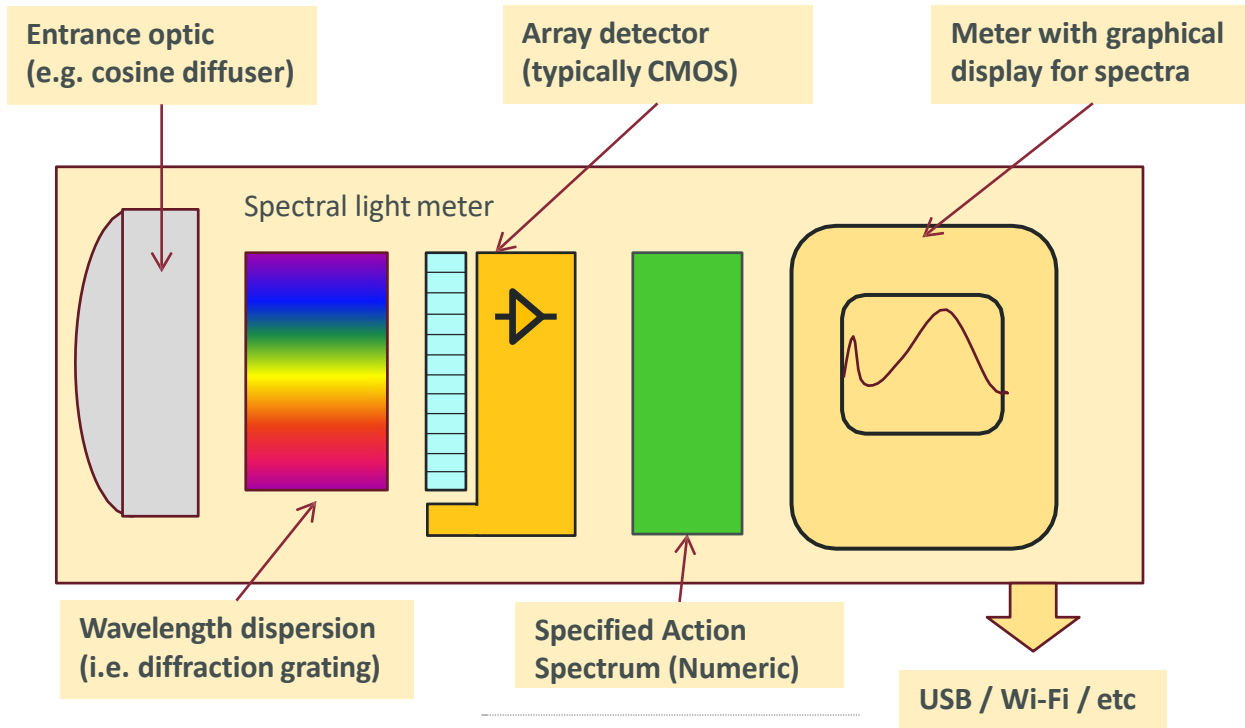 Entrance optic
(e.g. cosine diffuser)
Array detector
(typically CMOS)
Meter with graphical
display for spectra
Spectral light meter
Wavelength dispersion
(i.e. diffraction grating)
Specified Action
Spectrum (Numeric)
USB / Wi-Fi / etc